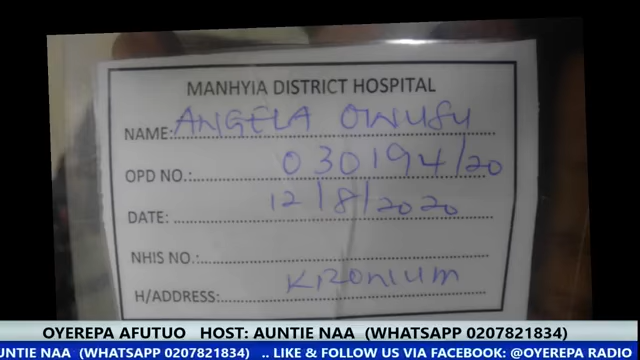 MANHYIA DISTRICT HOSPITAL
NAME: ANGELA OWUSU
OPD NO.: 030194/20
DATE: 12/8/2020
NHIS NO.:
H/ADDRESS: Kronium
OYEREPA AFUTUO HOST: AUNTIE NAA (WHATSAPP 0207821834)
UNTIE NAA (WHATSAPP 0207821834) .. LIKE & FOLLOW US VIA FACEBOOK: @OYEREPA RADIO